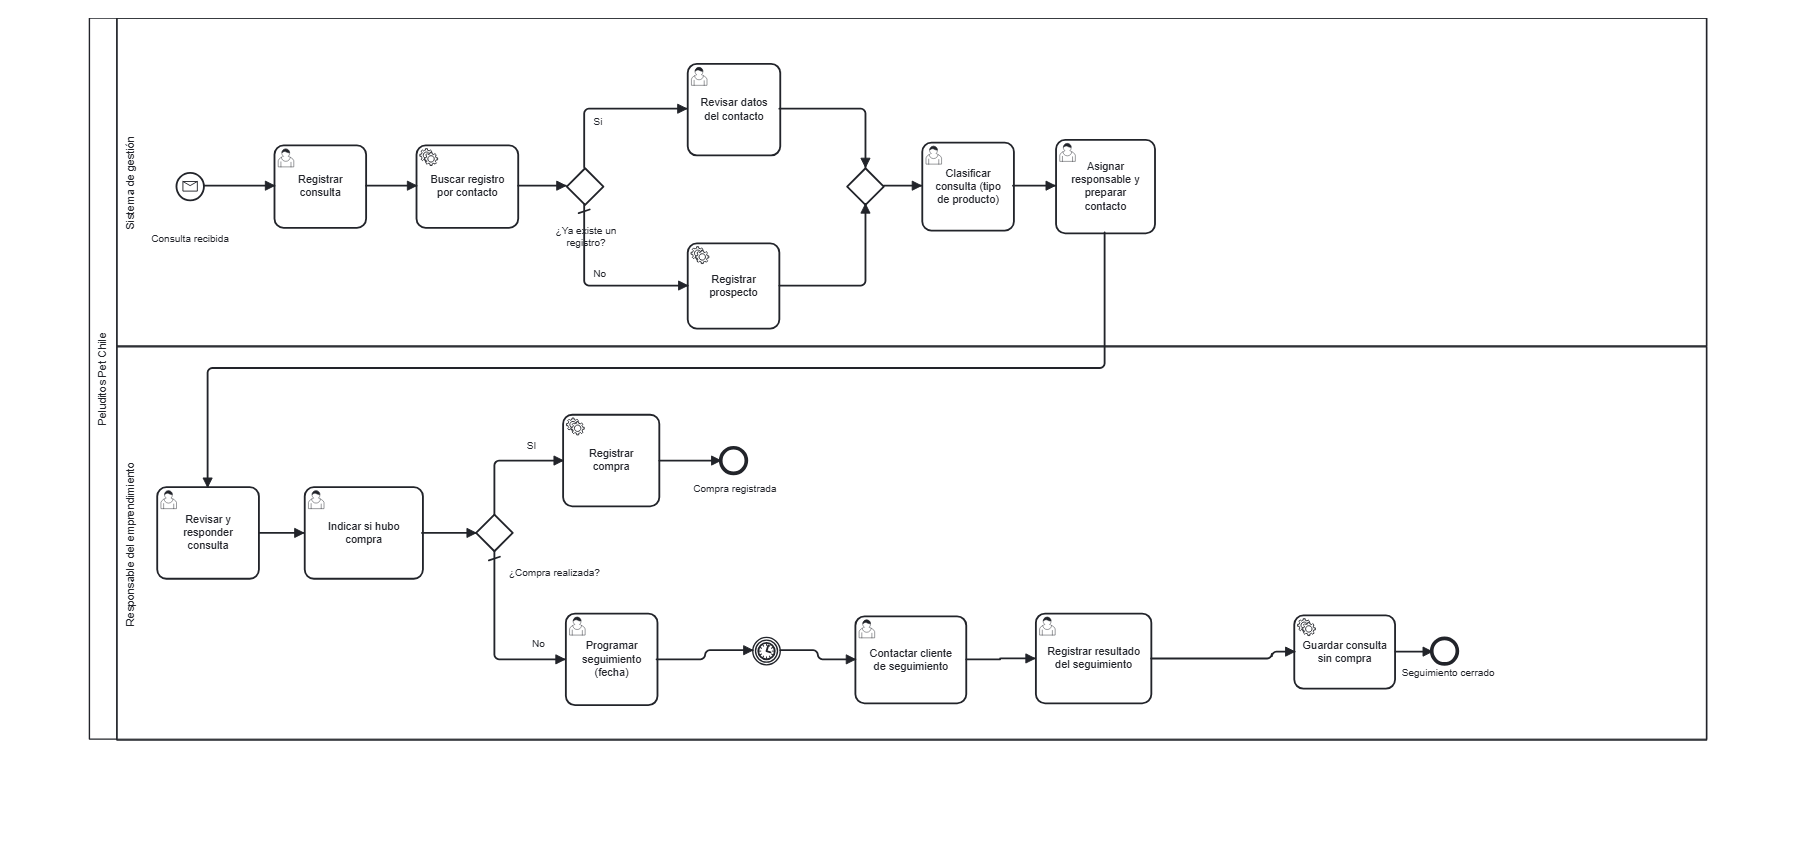 Peluditos Pet Chile
Sistema de gestión
Consulta recibida
Registrar
consulta
Buscar registro
por contacto
¿Ya existe un
registro?
Si
Revisar datos
del contacto
No
Registrar
prospecto
Clasificar
consulta (tipo
de producto)
Asignar
responsable y
preparar
contacto
Responsable del emprendimiento
Revisar y
responder
consulta
Indicar si hubo
compra
¿Compra realizada?
SI
Registrar
compra
Compra registrada
No
Programar
seguimiento
(fecha)
Contactar cliente
de seguimiento
Registrar resultado
del seguimiento
Guardar consulta
sin compra
Seguimiento cerrado